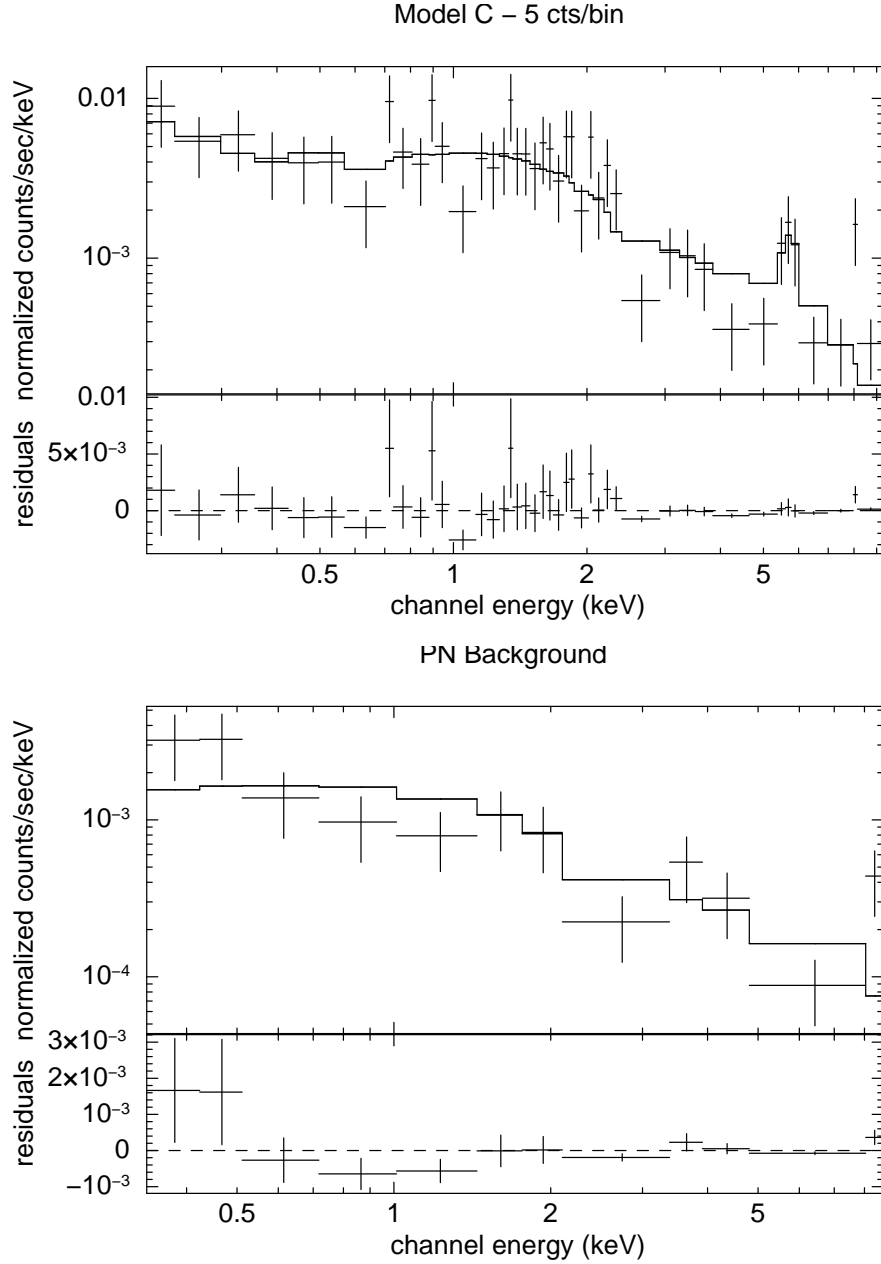 Model C – 5 cts/bin
normalized counts/sec/keV
0.01
10⁻³
residuals
0.01
5×10⁻³
0
0.5
1
2
5
channel energy (keV)
PN Background
normalized counts/sec/keV
10⁻³
10⁻⁴
residuals
3×10⁻³
2×10⁻³
10⁻³
0
−10⁻³
0.5
1
2
5
channel energy (keV)